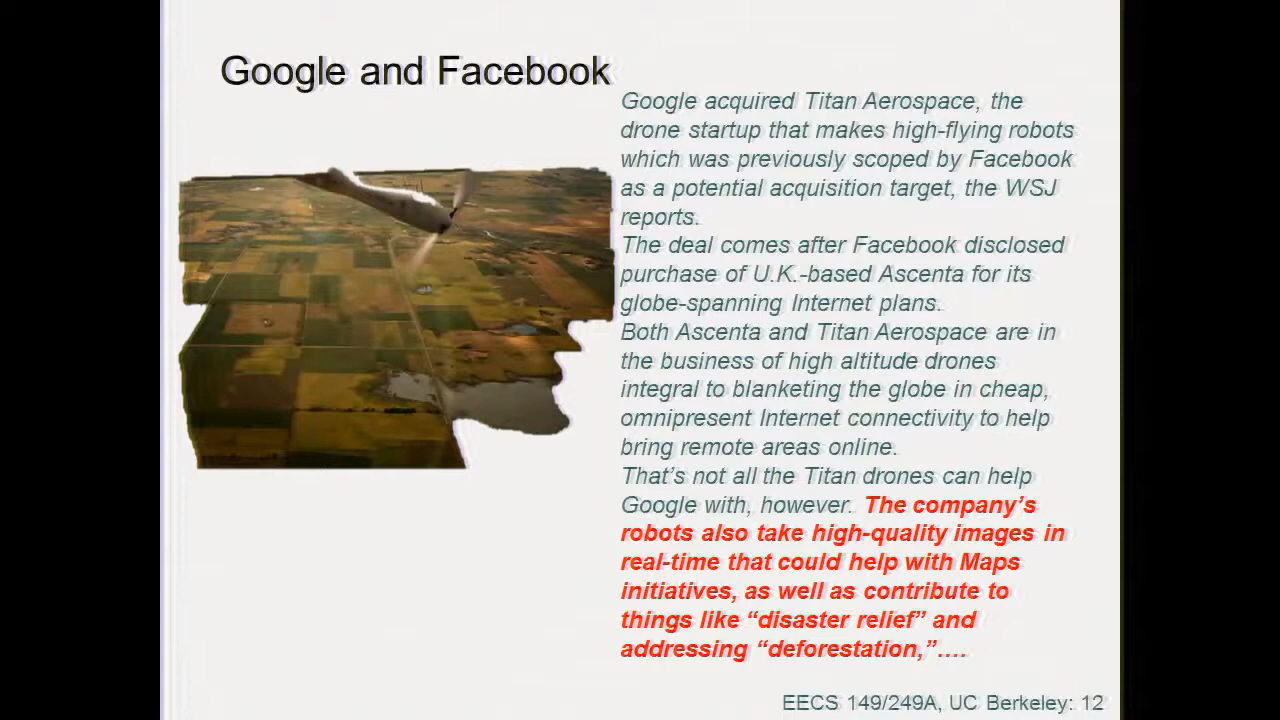 Google and Facebook
Google acquired Titan Aerospace, the
drone startup that makes high-flying robots
which was previously scoped by Facebook
as a potential acquisition target, the WSJ
reports.
The deal comes after Facebook disclosed
purchase of U.K.-based Ascenta for its
globe-spanning Internet plans.
Both Ascenta and Titan Aerospace are in
the business of high altitude drones
integral to blanketing the globe in cheap,
omnipresent Internet connectivity to help
bring remote areas online.
That’s not all the Titan drones can help
Google with, however. The company’s
robots also take high-quality images in
real-time that could help with Maps
initiatives, as well as contribute to
things like “disaster relief” and
addressing “deforestation,”….
EECS 149/249A, UC Berkeley: 12